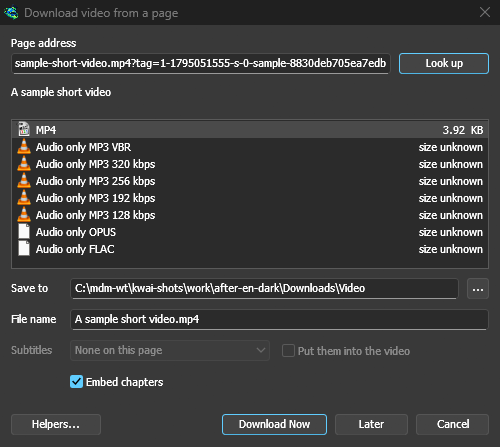 Download video from a page
Page address
sample-short-video.mp4?tag=1-1795051555-s-0-sample-8830deb705ea7edb
Look up
A sample short video
MP4 3.92 KB
Audio only MP3 VBR size unknown
Audio only MP3 320 kbps size unknown
Audio only MP3 256 kbps size unknown
Audio only MP3 192 kbps size unknown
Audio only MP3 128 kbps size unknown
Audio only OPUS size unknown
Audio only FLAC size unknown
Save to C:\mdm-wt\kwai-shots\work\after-en-dark\Downloads\Video ...
File name A sample short video.mp4
Subtitles None on this page Put them into the video
Embed chapters
Helpers... Download Now Later Cancel